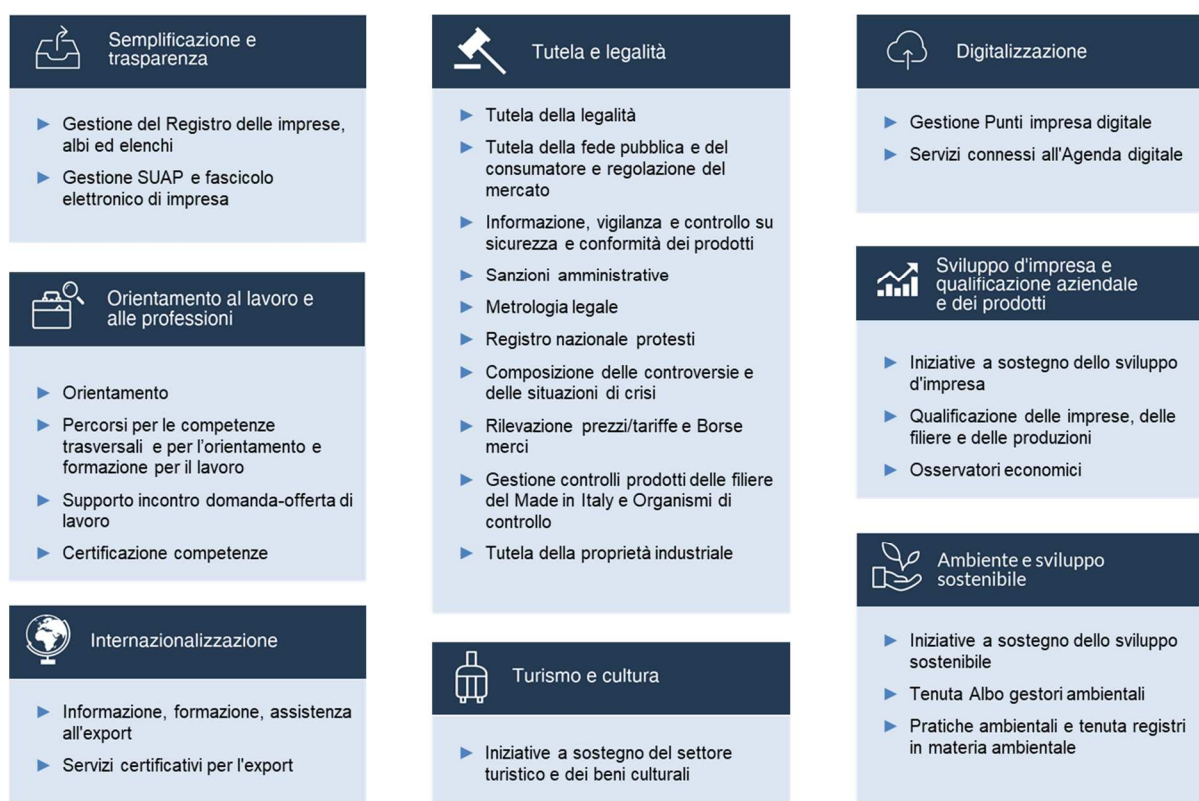 Semplificazione e
trasparenza
Gestione del Registro delle imprese,
albi ed elenchi
Gestione SUAP e fascicolo
elettronico di impresa
Orientamento al lavoro e
alle professioni
Orientamento
Percorsi per le competenze
trasversali e per l'orientamento e
formazione per il lavoro
Supporto incontro domanda-offerta di
lavoro
Certificazione competenze
Internazionalizzazione
Informazione, formazione, assistenza
all'export
Servizi certificativi per l'export
Tutela e legalità
Tutela della legalità
Tutela della fede pubblica e del
consumatore e regolazione del
mercato
Informazione, vigilanza e controllo su
sicurezza e conformità dei prodotti
Sanzioni amministrative
Metrologia legale
Registro nazionale protesti
Composizione delle controversie e
delle situazioni di crisi
Rilevazione prezzi/tariffe e Borse
merci
Gestione controlli prodotti delle filiere
del Made in Italy e Organismi di
controllo
Tutela della proprietà industriale
Turismo e cultura
Iniziative a sostegno del settore
turistico e dei beni culturali
Digitalizzazione
Gestione Punti impresa digitale
Servizi connessi all'Agenda digitale
Sviluppo d'impresa e
qualificazione aziendale
e dei prodotti
Iniziative a sostegno dello sviluppo
d'impresa
Qualificazione delle imprese, delle
filiere e delle produzioni
Osservatori economici
Ambiente e sviluppo
sostenibile
Iniziative a sostegno dello sviluppo
sostenibile
Tenuta Albo gestori ambientali
Pratiche ambientali e tenuta registri
in materia ambientale